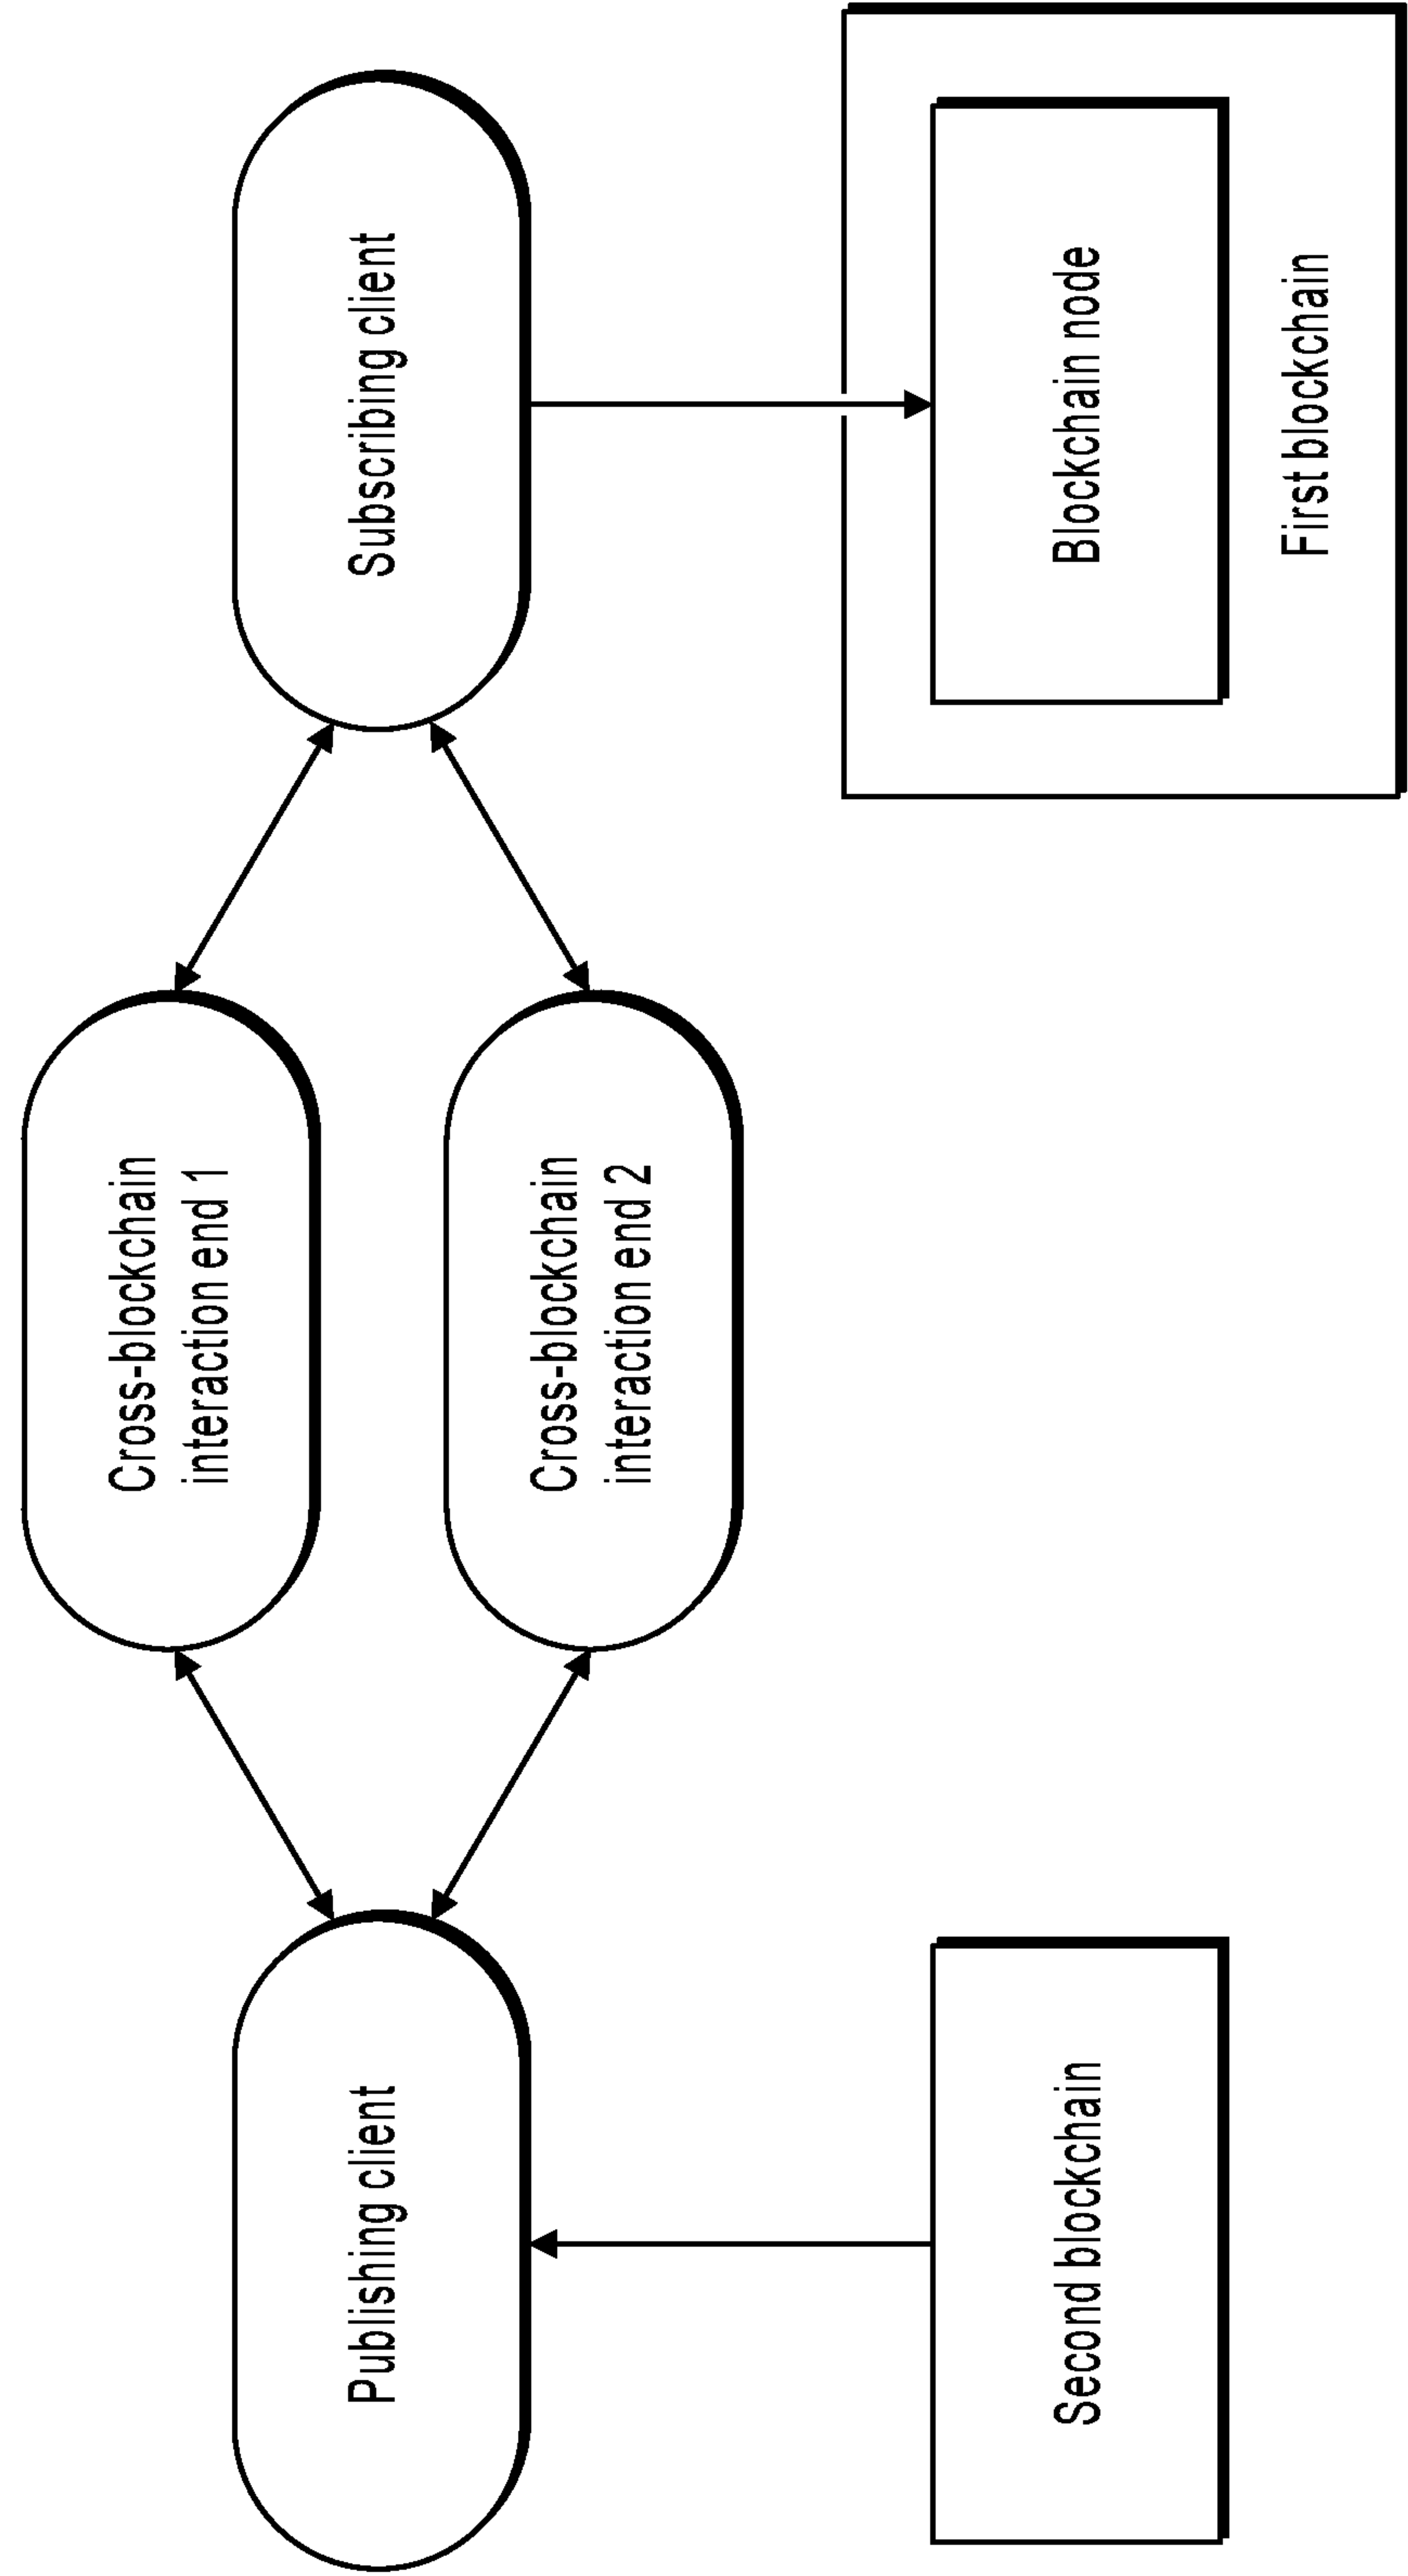 Cross-blockchain
interaction end 1
Publishing client
Subscribing client
Cross-blockchain
interaction end 2
Second blockchain
Blockchain node
First blockchain